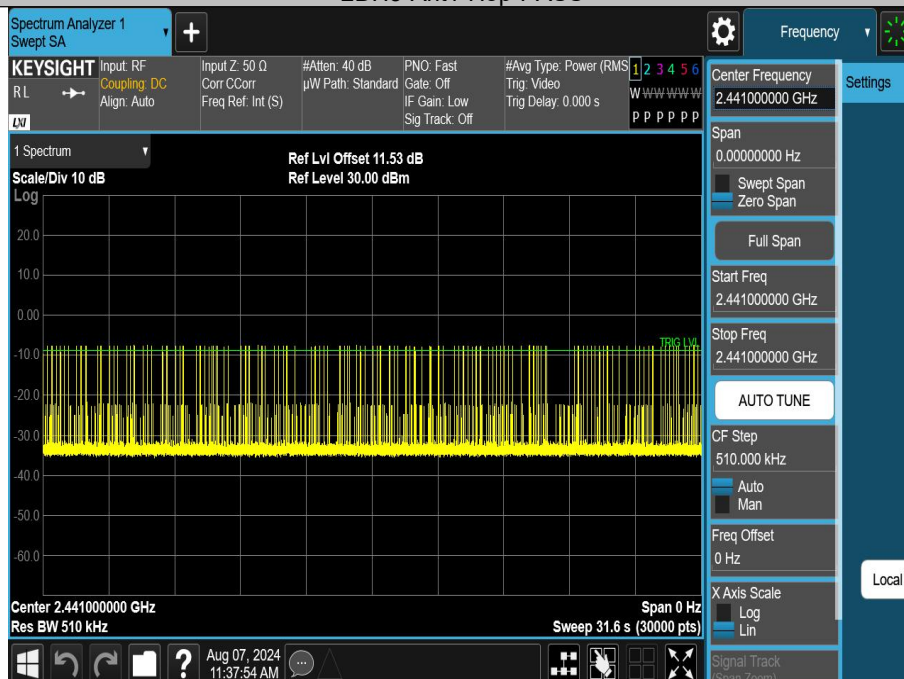 Spectrum Analyzer 1
Swept SA
+
Frequency
KEYSIGHT
R L
LXI
Input: RF
Coupling: DC
Align: Auto
Input Z: 50 Ω
Corr CCorr
Freq Ref: Int (S)
#Atten: 40 dB
µW Path: Standard
PNO: Fast
Gate: Off
IF Gain: Low
Sig Track: Off
#Avg Type: Power (RMS
Trig: Video
Trig Delay: 0.000 s
1 2 3 4 5 6
W W W W W W
P P P P P P
1 Spectrum
Scale/Div 10 dB
Log
Ref Lvl Offset 11.53 dB
Ref Level 30.00 dBm
20.0
10.0
0.00
-10.0
-20.0
-30.0
-40.0
-50.0
-60.0
TRIG LVL
Center 2.441000000 GHz
Res BW 510 kHz
Span 0 Hz
Sweep 31.6 s (30000 pts)
Aug 07, 2024
11:37:54 AM
?
Center Frequency
2.441000000 GHz
Span
0.00000000 Hz
Swept Span
Zero Span
Full Span
Start Freq
2.441000000 GHz
Stop Freq
2.441000000 GHz
AUTO TUNE
CF Step
510.000 kHz
Auto
Man
Freq Offset
0 Hz
X Axis Scale
Log
Lin
Signal Track
(Span Zoom)
Settings
Local